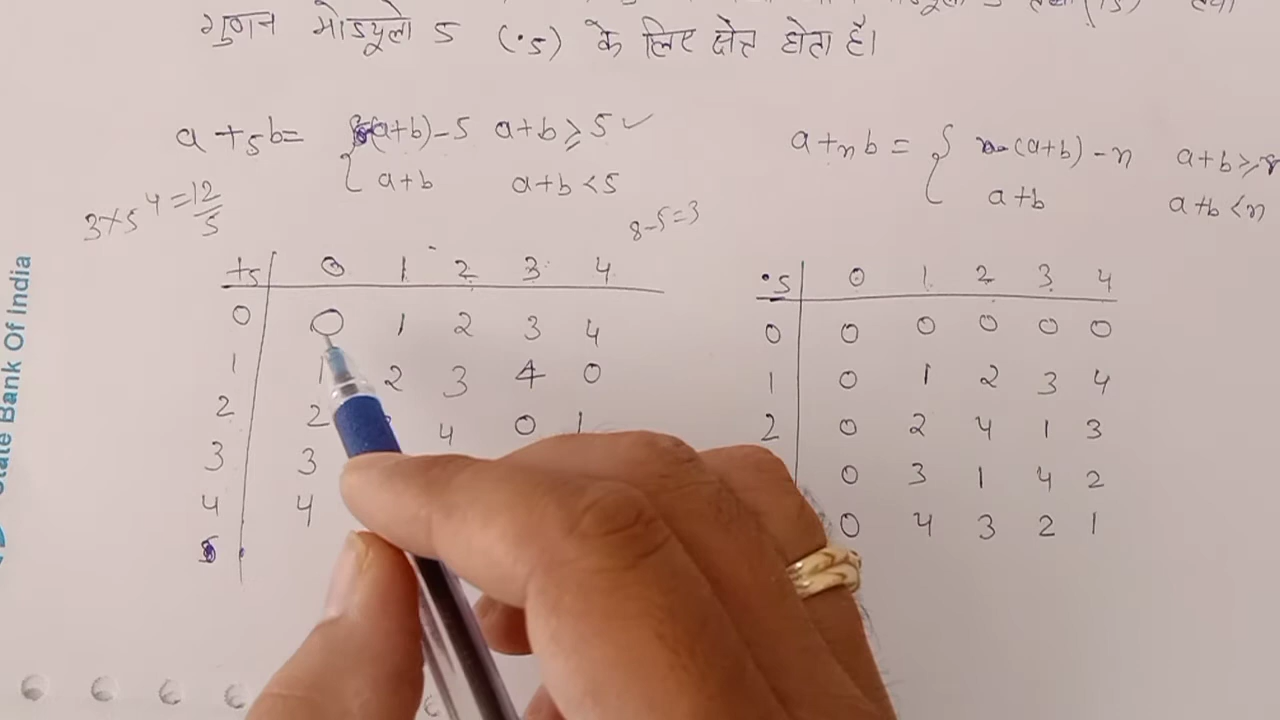 गुणन मोड्यूलो 5 (·5) के लिए क्षेत्र होता है।
a +5 b = { (a+b)-5 a+b ≥ 5 ✓
a+b a+b < 5
a +n b = { (a+b) - n a+b ≥
a+b a+b < n
3 ×5 4 = 12/5
8-5=3
+5 0 1 2 3 4
0 0 1 2 3 4
1 1 2 3 4 0
2 2 4 0 1
3 3
4 4
5
·5 0 1 2 3 4
0 0 0 0 0 0
1 0 1 2 3 4
2 0 2 4 1 3
0 3 1 4 2
0 4 3 2 1
State Bank Of India